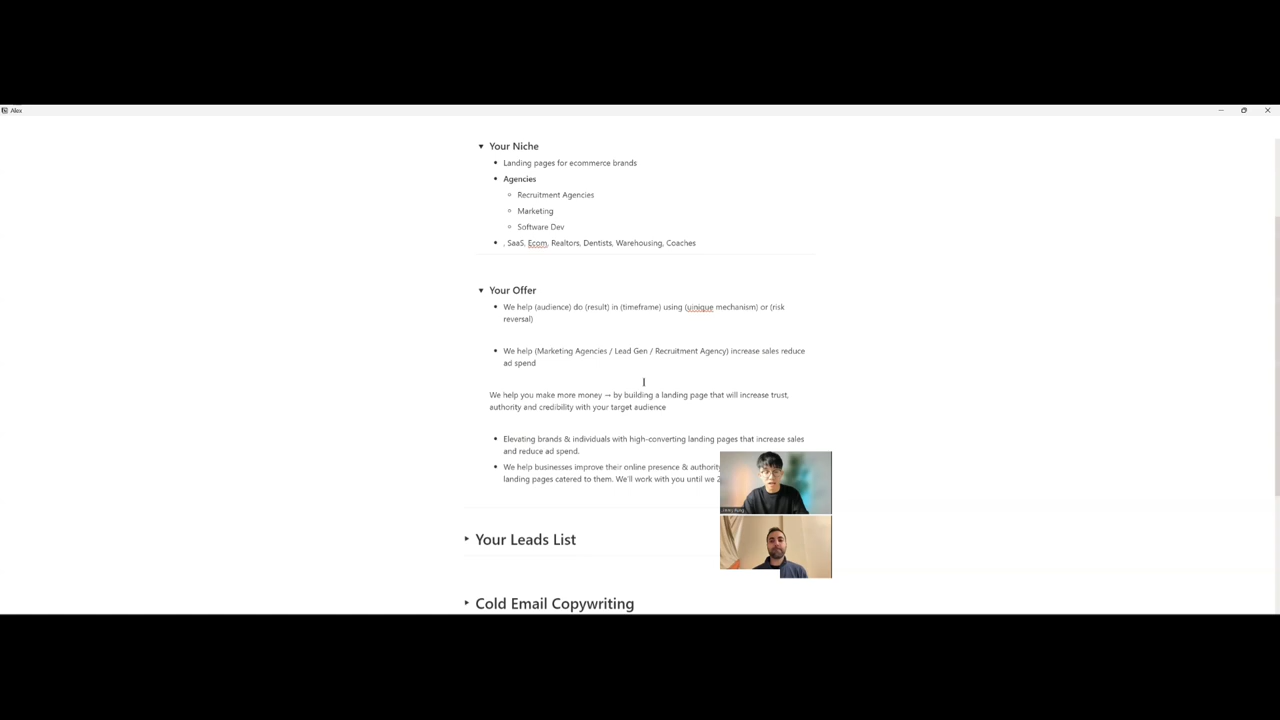 Alex
Your Niche
Landing pages for ecommerce brands
Agencies
Recruitment Agencies
Marketing
Software Dev
, SaaS, Ecom, Realtors, Dentists, Warehousing, Coaches
Your Offer
We help (audience) do (result) in (timeframe) using (uinique mechanism) or (risk
reversal)
We help (Marketing Agencies / Lead Gen / Recruitment Agency) increase sales reduce
ad spend
We help you make more money → by building a landing page that will increase trust,
authority and credibility with your target audience
Elevating brands & individuals with high-converting landing pages that increase sales
and reduce ad spend.
We help businesses improve their online presence & authority
landing pages catered to them. We'll work with you until we
Your Leads List
Cold Email Copywriting